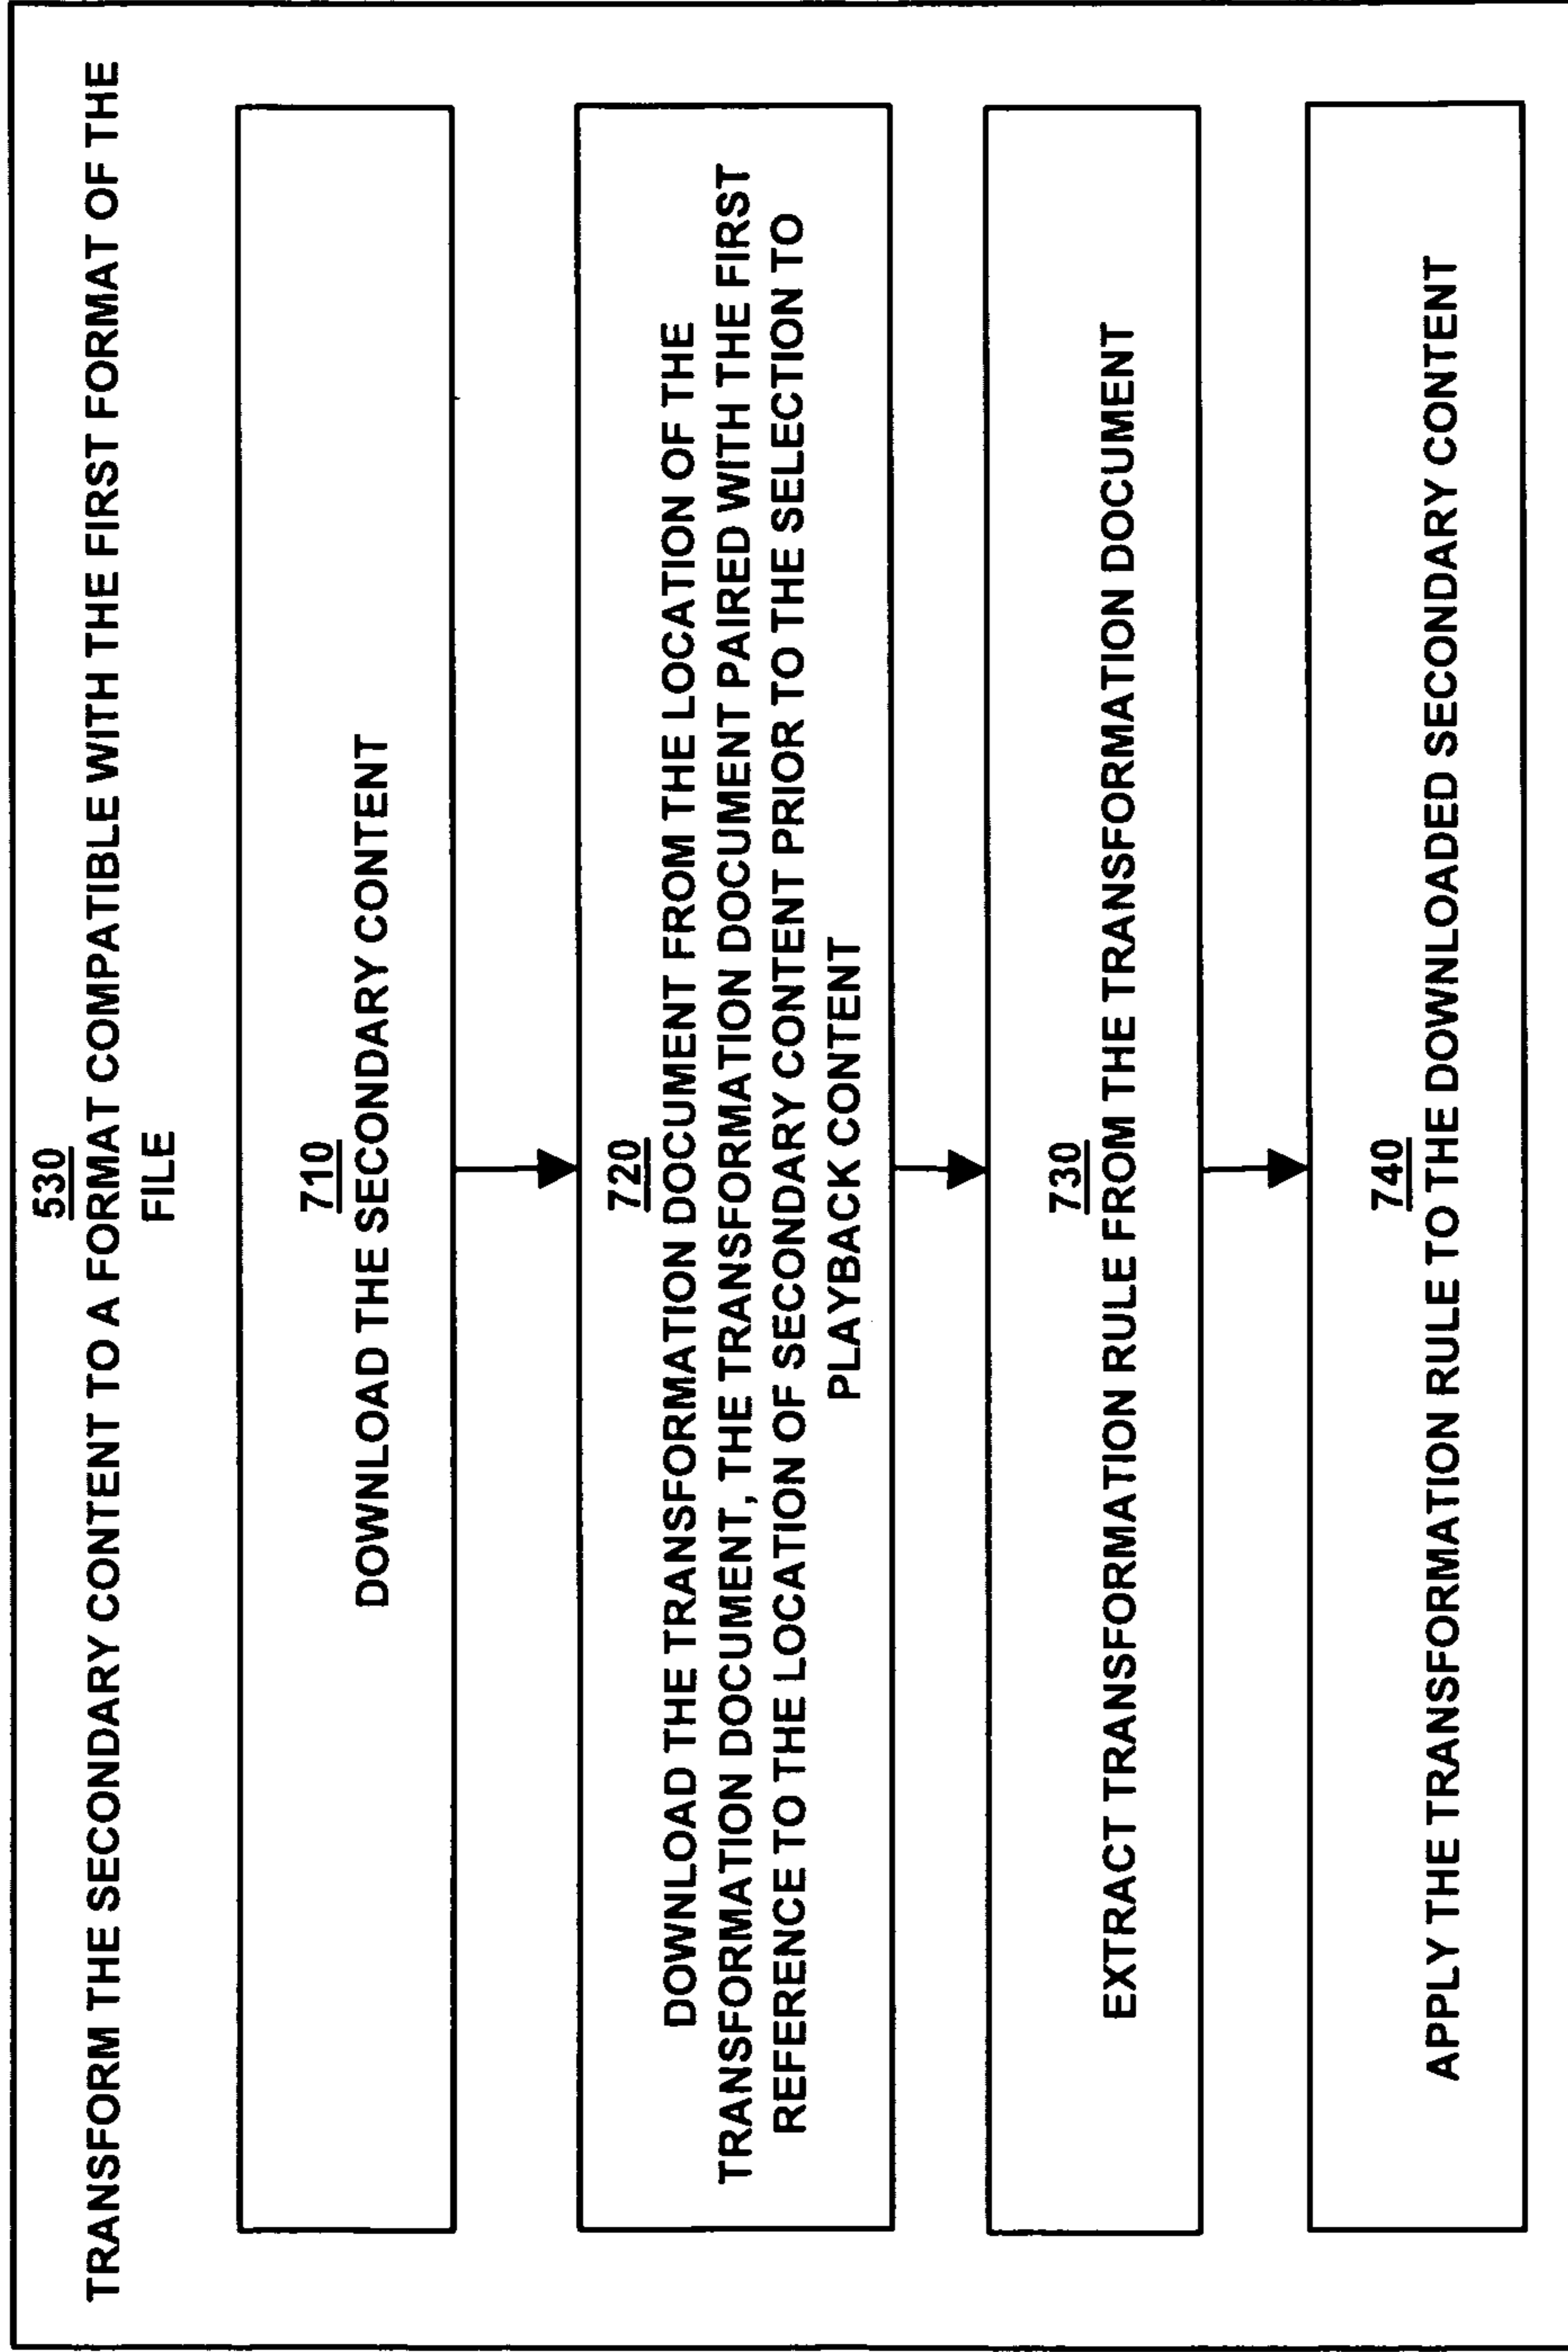 530
TRANSFORM THE SECONDARY CONTENT TO A FORMAT COMPATIBLE WITH THE FIRST FORMAT OF THE
FILE
710
DOWNLOAD THE SECONDARY CONTENT
720
DOWNLOAD THE TRANSFORMATION DOCUMENT FROM THE LOCATION OF THE
TRANSFORMATION DOCUMENT, THE TRANSFORMATION DOCUMENT PAIRED WITH THE FIRST
REFERENCE TO THE LOCATION OF SECONDARY CONTENT PRIOR TO THE SELECTION TO
PLAYBACK CONTENT
730
EXTRACT TRANSFORMATION RULE FROM THE TRANSFORMATION DOCUMENT
740
APPLY THE TRANSFORMATION RULE TO THE DOWNLOADED SECONDARY CONTENT